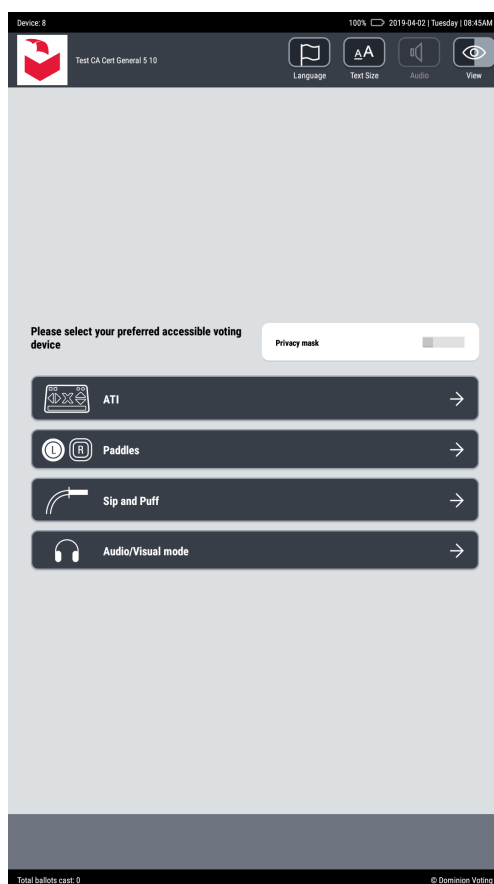 Device: 8
100% 2019-04-02 | Tuesday | 08:45AM
Test CA Cert General 5 10
Language
Text Size
Audio
View
Please select your preferred accessible voting
device
Privacy mask
ATI
L R Paddles
Sip and Puff
Audio/Visual mode
Total ballots cast: 0
© Dominion Voting